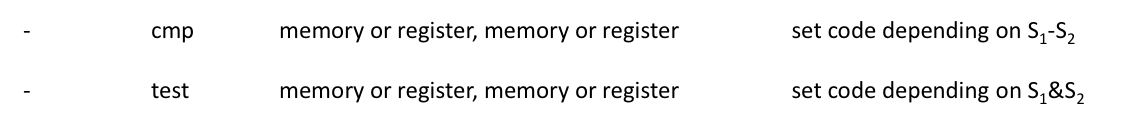 - cmp memory or register, memory or register set code depending on S₁-S₂
- test memory or register, memory or register set code depending on S₁&S₂